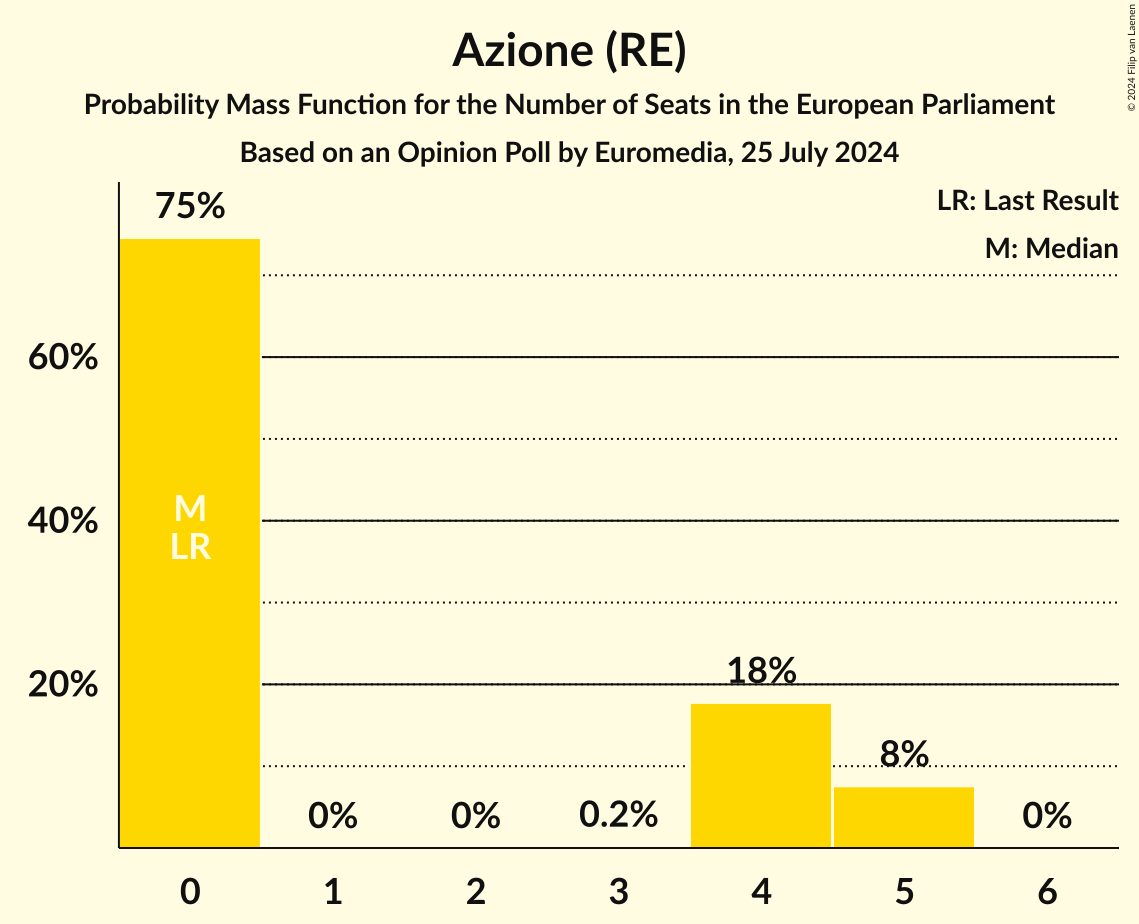 Azione (RE)
Probability Mass Function for the Number of Seats in the European Parliament
Based on an Opinion Poll by Euromedia, 25 July 2024
© 2024 Filip van Laenen
LR: Last Result
M: Median
75%
60%
40%
20%
M
LR
0%
0%
0.2%
18%
8%
0%
0 1 2 3 4 5 6